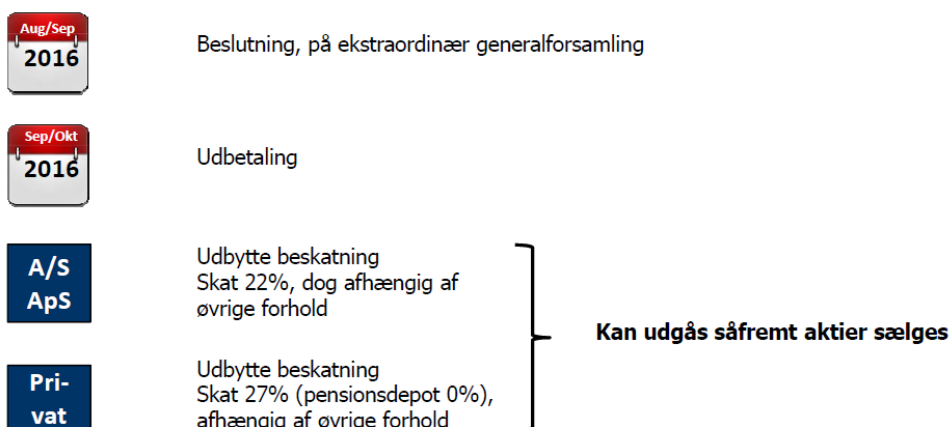 Aug/Sep
2016
Beslutning, på ekstraordinær generalforsamling
Sep/Okt
2016
Udbetaling
A/S
ApS
Udbytte beskatning
Skat 22%, dog afhængig af
øvrige forhold
Kan udgås såfremt aktier sælges
Pri-
vat
Udbytte beskatning
Skat 27% (pensionsdepot 0%),
afhængig af øvrige forhold